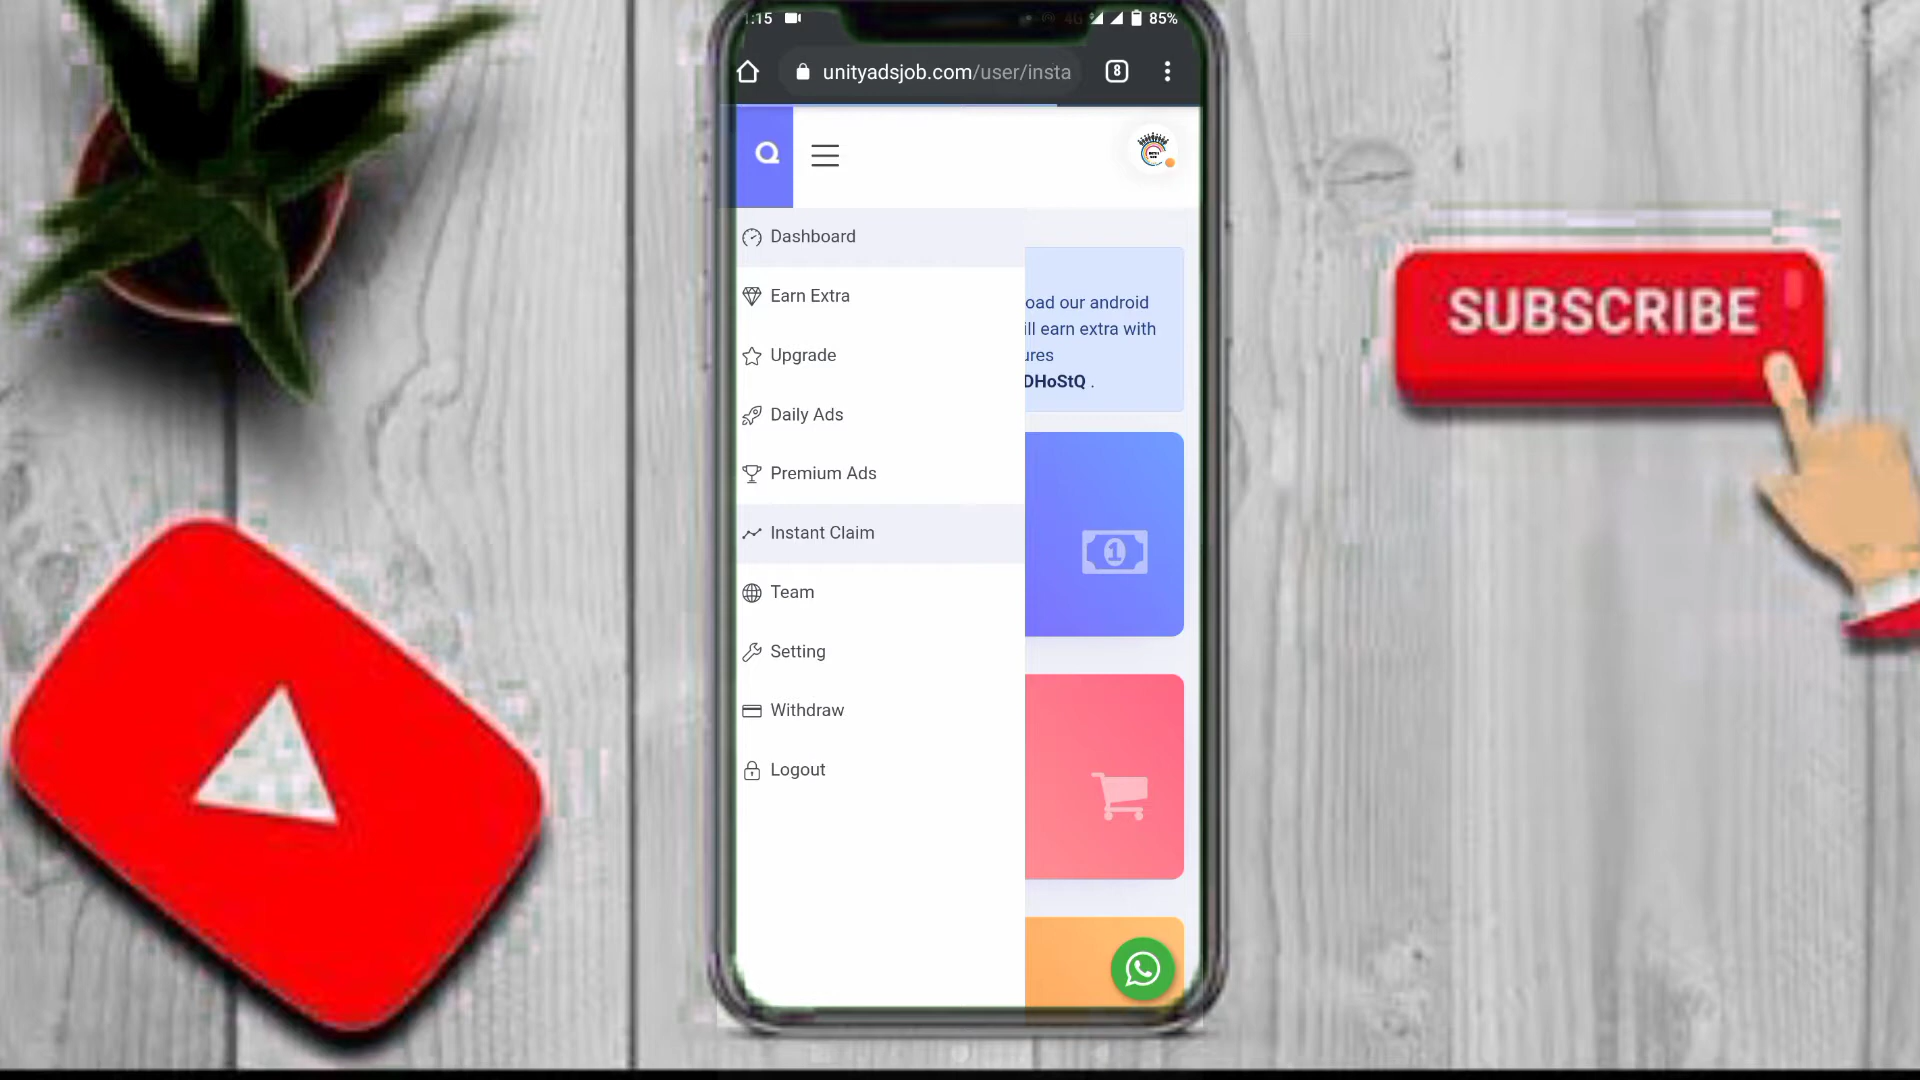 :15
4G
85%
unityadsjob.com/user/insta
8
Dashboard
Earn Extra
Upgrade
Daily Ads
Premium Ads
Instant Claim
Team
Setting
Withdraw
Logout
oad our android
ill earn extra with
ures
DHoStQ .
1
SUBSCRIBE